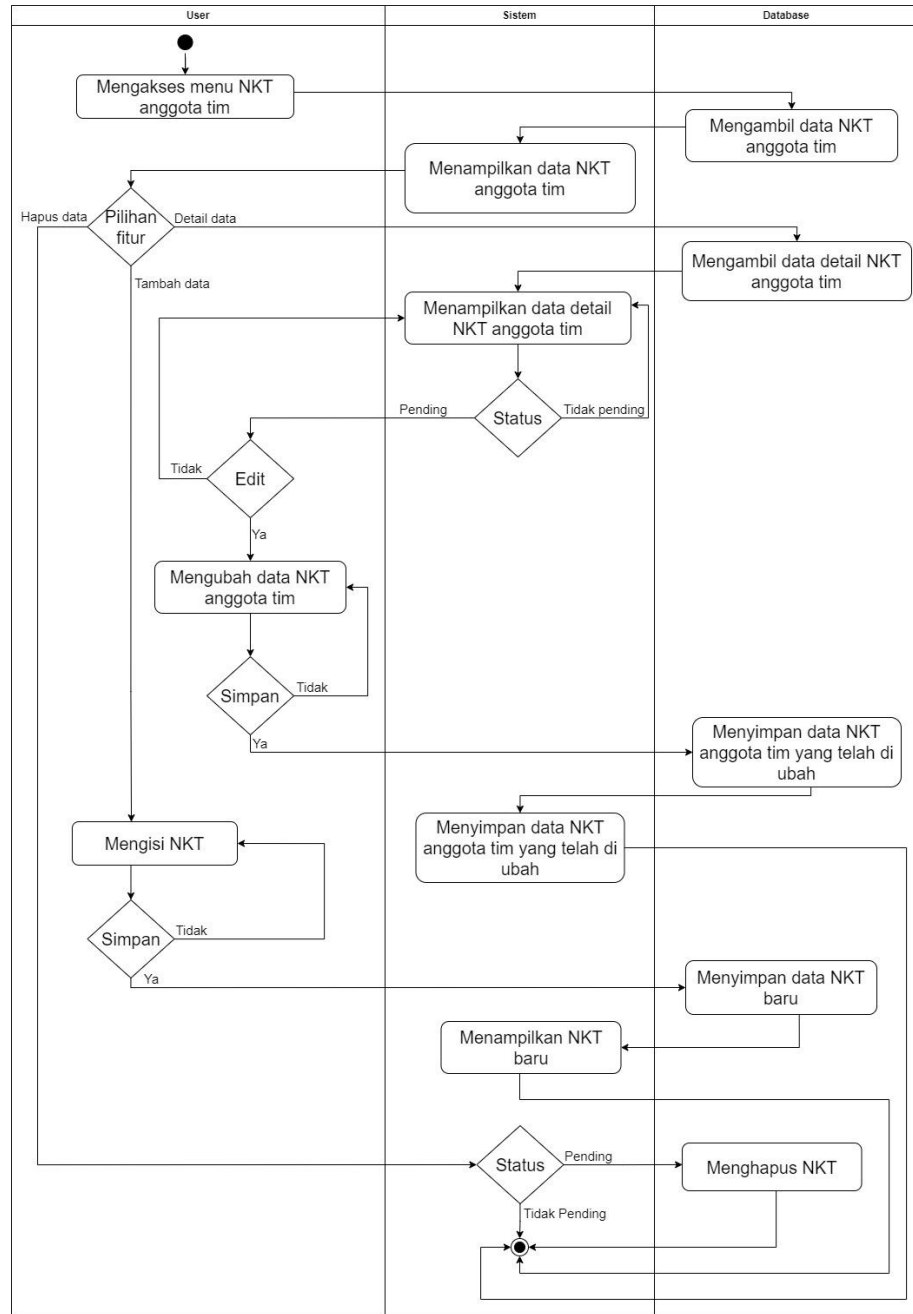 User
Sistem
Database
Mengakses menu NKT
anggota tim
Mengambil data NKT
anggota tim
Menampilkan data NKT
anggota tim
Hapus data
Pilihan
fitur
Detail data
Mengambil data detail NKT
anggota tim
Tambah data
Menampilkan data detail
NKT anggota tim
Pending
Status
Tidak pending
Tidak
Edit
Ya
Mengubah data NKT
anggota tim
Simpan
Tidak
Ya
Menyimpan data NKT
anggota tim yang telah di
ubah
Menyimpan data NKT
anggota tim yang telah di
ubah
Mengisi NKT
Simpan
Tidak
Ya
Menyimpan data NKT
baru
Menampilkan NKT
baru
Status
Pending
Menghapus NKT
Tidak Pending